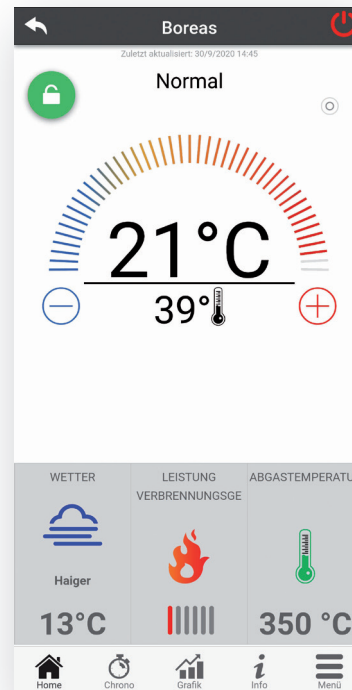 Boreas
Zuletzt aktualisiert: 30/9/2020 14:45
Normal
21°C
39°
WETTER
LEISTUNG
VERBRENNUNGSGE
ABGASTEMPERATU
Haiger
13°C
350 °C
Home
Chrono
Grafik
Info
Menü